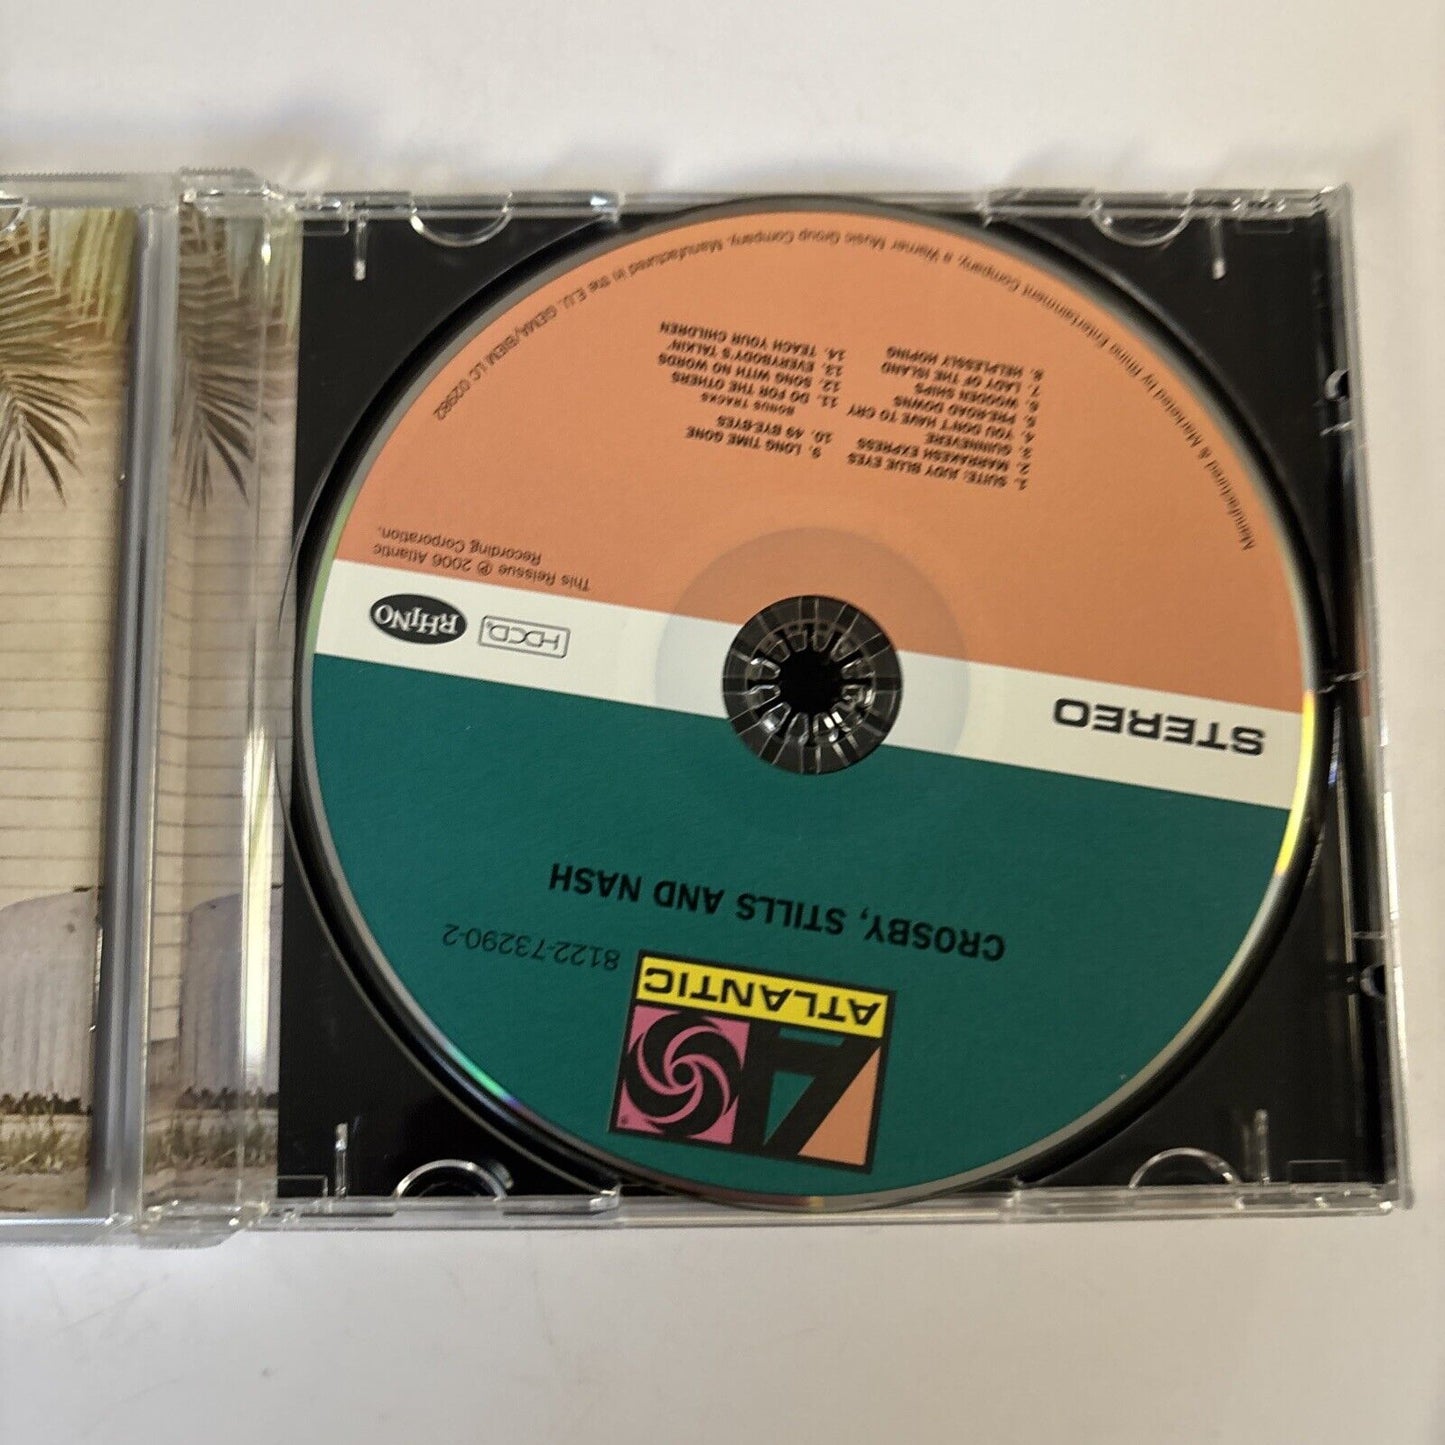 ATLANTIC
8122-73290-2
CROSBY, STILLS AND NASH
STEREO
HDCD
RHINO
This Reissue ℗ 2006 Atlantic
Recording Corporation.
1. SUITE: JUDY BLUE EYES
2. MARRAKESH EXPRESS
3. GUINNEVERE
4. YOU DON'T HAVE TO CRY
5. PRE-ROAD DOWNS
6. WOODEN SHIPS
7. LADY OF THE ISLAND
8. HELPLESSLY HOPING
9. LONG TIME GONE
10. 49 BYE-BYES
BONUS TRACKS
11. DO FOR THE OTHERS
12. SONG WITH NO WORDS
13. EVERYBODY'S TALKIN'
14. TEACH YOUR CHILDREN
Manufactured & Marketed by Rhino Entertainment Company, a Warner Music Group Company. Manufactured in the E.U. GEMA/BIEM LC 02982